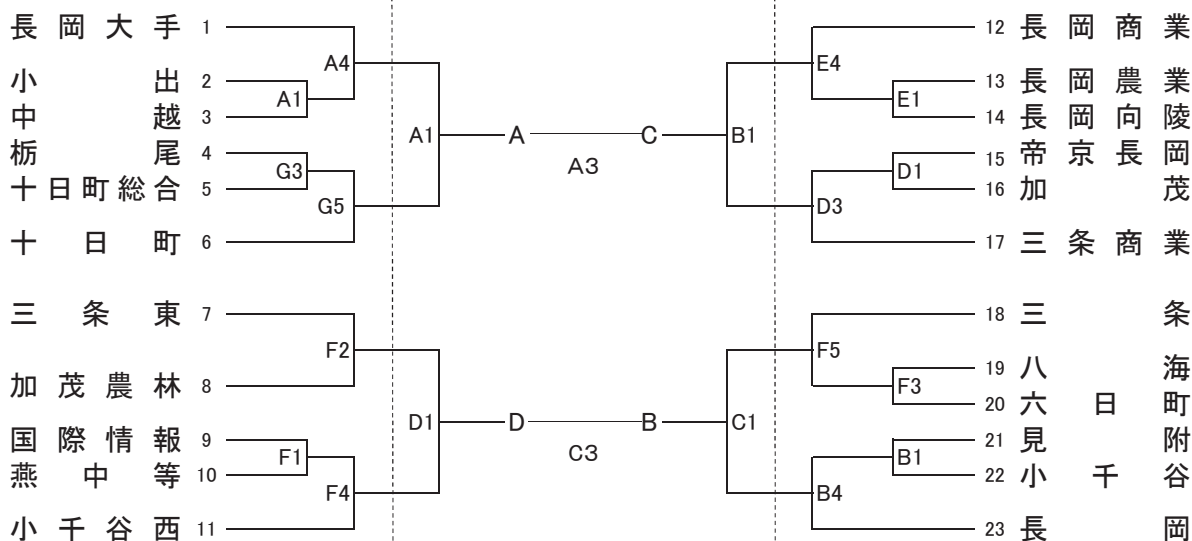 長岡大手 1
A4
小出 2
A1
中越 3
A1
A
A3
栃尾 4
G3
十日町総合 5
G5
十日町 6
三条東 7
F2
加茂農林 8
D1
D
C3
国際情報 9
F1
燕中等 10
F4
小千谷西 11
12 長岡商業
E4
13 長岡農業
E1
14 長岡向陵
C
B1
15 帝京長岡
D1
16 加茂
D3
17 三条商業
18 三条
F5
19 八海
F3
20 六日町
B
C1
21 見附
B1
22 小千谷
B4
23 長岡